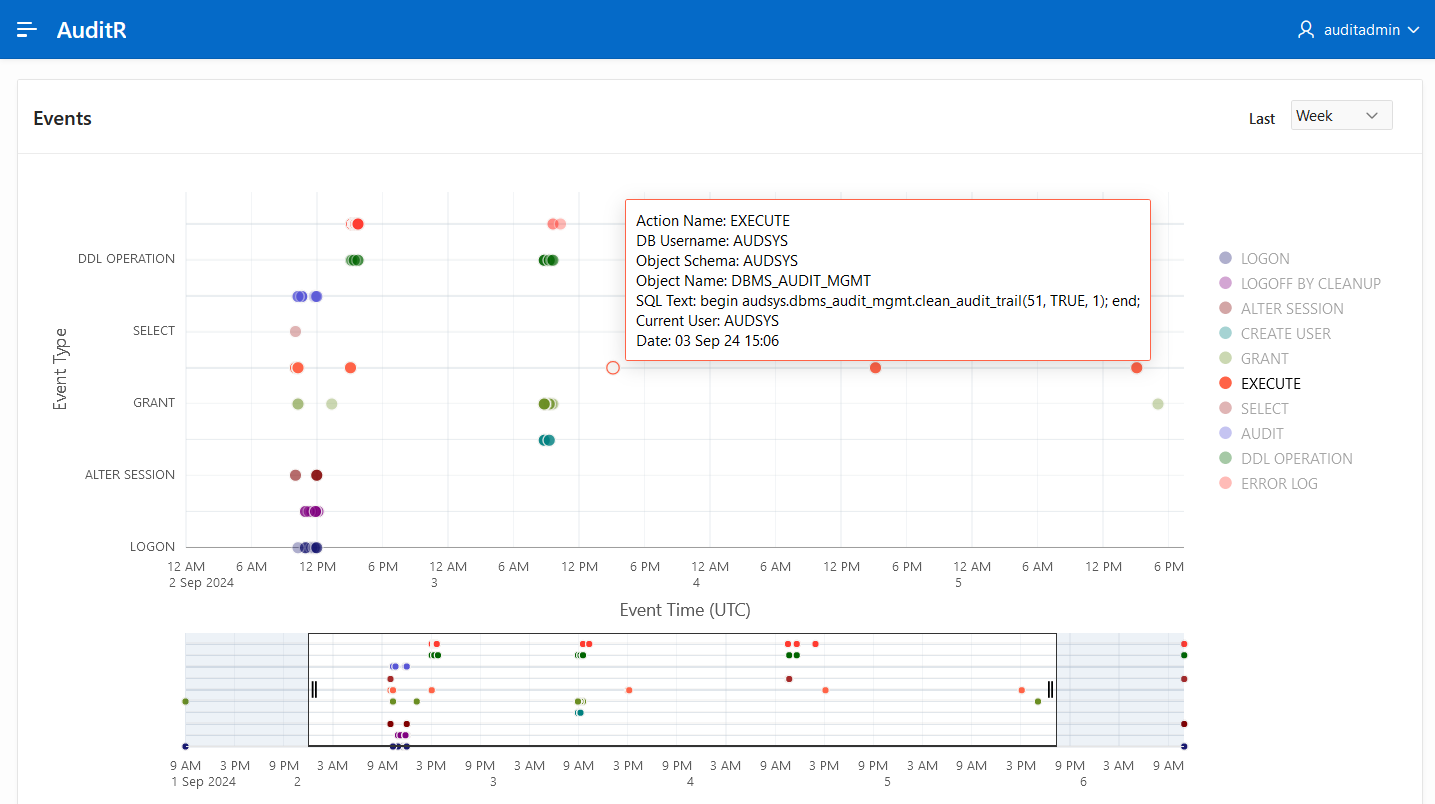 AuditR
auditadmin
Events
Last
Week
Action Name: EXECUTE
DB Username: AUDSYS
Object Schema: AUDSYS
Object Name: DBMS_AUDIT_MGMT
SQL Text: begin audsys.dbms_audit_mgmt.clean_audit_trail(51, TRUE, 1); end;
Current User: AUDSYS
Date: 03 Sep 24 15:06
Event Type
DDL OPERATION
SELECT
GRANT
ALTER SESSION
LOGON
LOGON
LOGOFF BY CLEANUP
ALTER SESSION
CREATE USER
GRANT
EXECUTE
SELECT
AUDIT
DDL OPERATION
ERROR LOG
12 AM 6 AM 12 PM 6 PM 12 AM 6 AM 12 PM 6 PM 12 AM 6 AM 12 PM 6 PM 12 AM 6 AM 12 PM 6 PM
2 Sep 2024 3 4 5
Event Time (UTC)
9 AM 3 PM 9 PM 3 AM 9 AM 3 PM 9 PM 3 AM 9 AM 3 PM 9 PM 3 AM 9 AM 3 PM 9 PM 3 AM 9 AM 3 PM 9 PM 3 AM 9 AM
1 Sep 2024 2 3 4 5 6